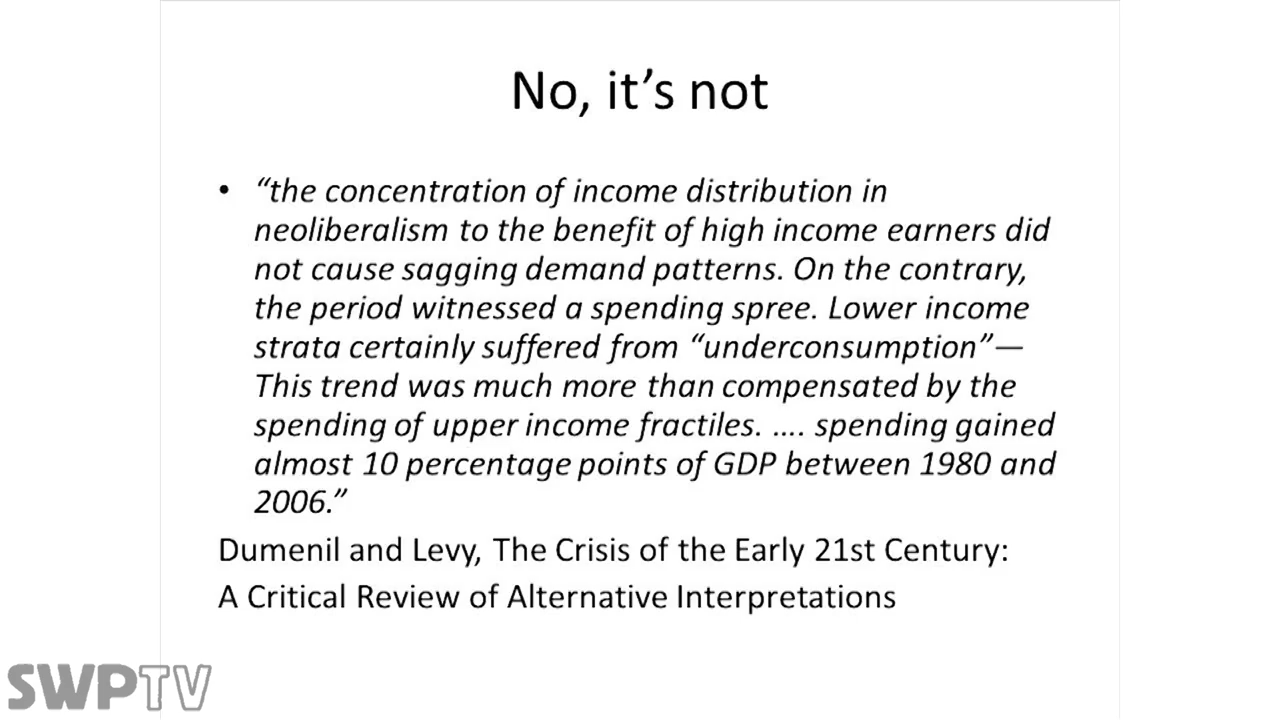 No, it’s not
• “the concentration of income distribution in
neoliberalism to the benefit of high income earners did
not cause sagging demand patterns. On the contrary,
the period witnessed a spending spree. Lower income
strata certainly suffered from “underconsumption”—
This trend was much more than compensated by the
spending of upper income fractiles. .... spending gained
almost 10 percentage points of GDP between 1980 and
2006.”
Dumenil and Levy, The Crisis of the Early 21st Century:
A Critical Review of Alternative Interpretations
SWPTV